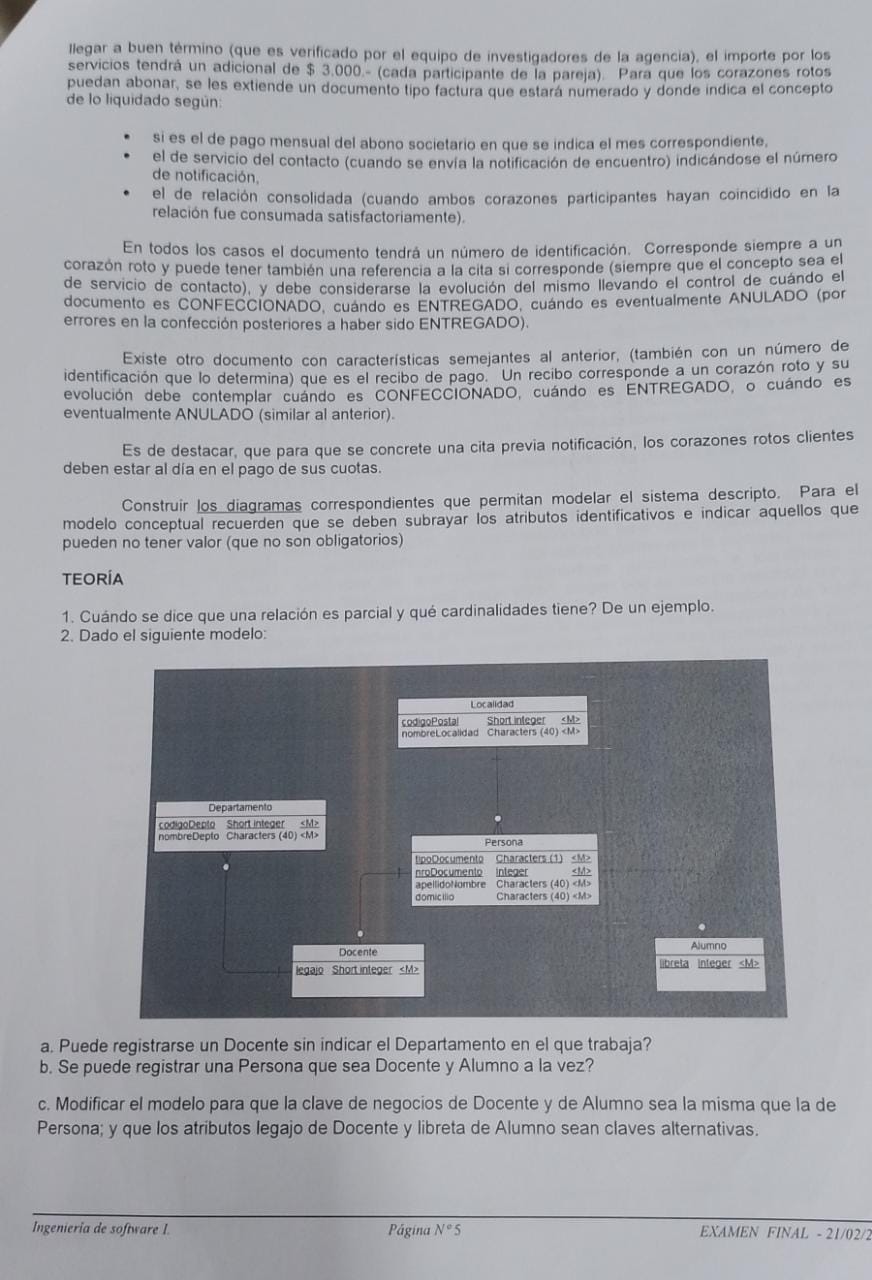 llegar a buen término (que es verificado por el equipo de investigadores de la agencia), el importe por los
servicios tendrá un adicional de $ 3.000.- (cada participante de la pareja). Para que los corazones rotos
puedan abonar, se les extiende un documento tipo factura que estará numerado y donde indica el concepto
de lo liquidado según:
• si es el de pago mensual del abono societario en que se indica el mes correspondiente,
• el de servicio del contacto (cuando se envía la notificación de encuentro) indicándose el número
de notificación,
• el de relación consolidada (cuando ambos corazones participantes hayan coincidido en la
relación fue consumada satisfactoriamente).
En todos los casos el documento tendrá un número de identificación. Corresponde siempre a un
corazón roto y puede tener también una referencia a la cita si corresponde (siempre que el concepto sea el
de servicio de contacto), y debe considerarse la evolución del mismo llevando el control de cuándo el
documento es CONFECCIONADO, cuándo es ENTREGADO, cuándo es eventualmente ANULADO (por
errores en la confección posteriores a haber sido ENTREGADO).
Existe otro documento con características semejantes al anterior, (también con un número de
identificación que lo determina) que es el recibo de pago. Un recibo corresponde a un corazón roto y su
evolución debe contemplar cuándo es CONFECCIONADO, cuándo es ENTREGADO, o cuándo es
eventualmente ANULADO (similar al anterior).
Es de destacar, que para que se concrete una cita previa notificación, los corazones rotos clientes
deben estar al día en el pago de sus cuotas.
Construir los diagramas correspondientes que permitan modelar el sistema descripto. Para el
modelo conceptual recuerden que se deben subrayar los atributos identificativos e indicar aquellos que
pueden no tener valor (que no son obligatorios)
TEORÍA
1. Cuándo se dice que una relación es parcial y qué cardinalidades tiene? De un ejemplo.
2. Dado el siguiente modelo:
Localidad
codigoPostal Short integer <M>
nombreLocalidad Characters (40) <M>
Departamento
codigoDepto Short integer <M>
nombreDepto Characters (40) <M>
Persona
tipoDocumento Characters (1) <M>
nroDocumento Integer <M>
apellidoNombre Characters (40) <M>
domicilio Characters (40) <M>
Docente
legajo Short integer <M>
Alumno
libreta Integer <M>
a. Puede registrarse un Docente sin indicar el Departamento en el que trabaja?
b. Se puede registrar una Persona que sea Docente y Alumno a la vez?
c. Modificar el modelo para que la clave de negocios de Docente y de Alumno sea la misma que la de
Persona; y que los atributos legajo de Docente y libreta de Alumno sean claves alternativas.
Ingeniería de software I. Página N° 5 EXAMEN FINAL - 21/02/2